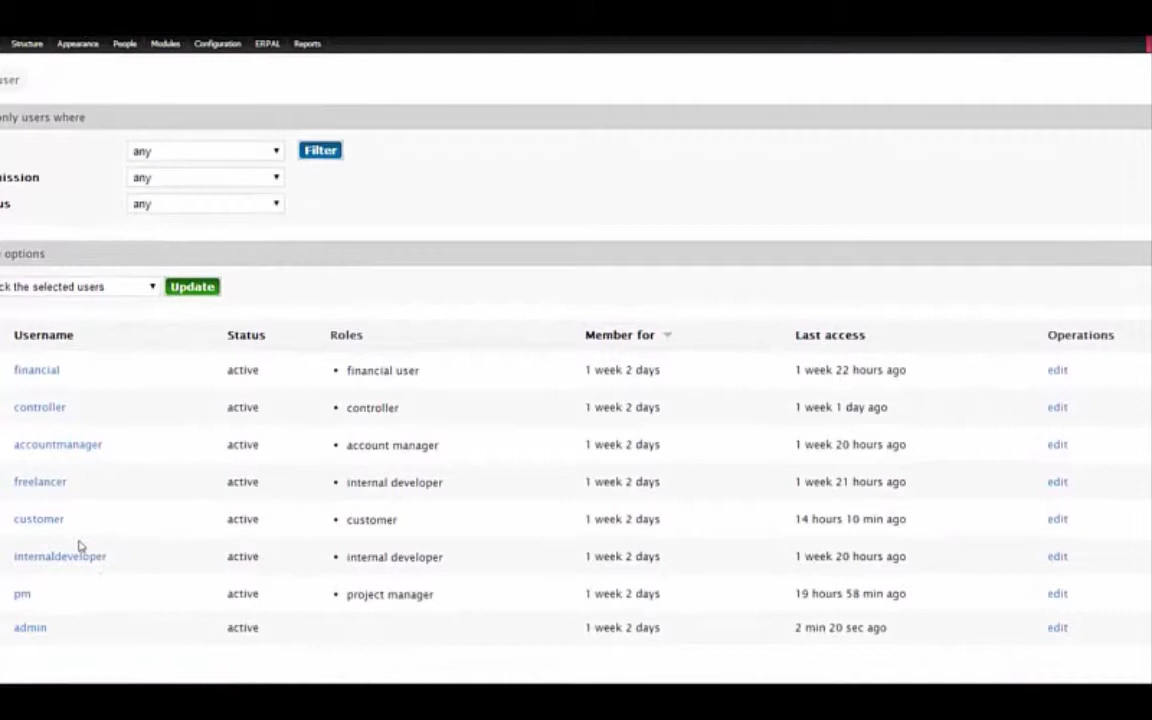 Structure Appearance People Modules Configuration ERPAL Reports
user
only users where
any Filter
any
any
options
the selected users Update
Username Status Roles Member for Last access Operations
financial active • financial user 1 week 2 days 1 week 22 hours ago edit
controller active • controller 1 week 2 days 1 week 1 day ago edit
accountmanager active • account manager 1 week 2 days 1 week 20 hours ago edit
freelancer active • internal developer 1 week 2 days 1 week 21 hours ago edit
customer active • customer 1 week 2 days 14 hours 10 min ago edit
internaldeveloper active • internal developer 1 week 2 days 1 week 20 hours ago edit
pm active • project manager 1 week 2 days 19 hours 58 min ago edit
admin active 1 week 2 days 2 min 20 sec ago edit